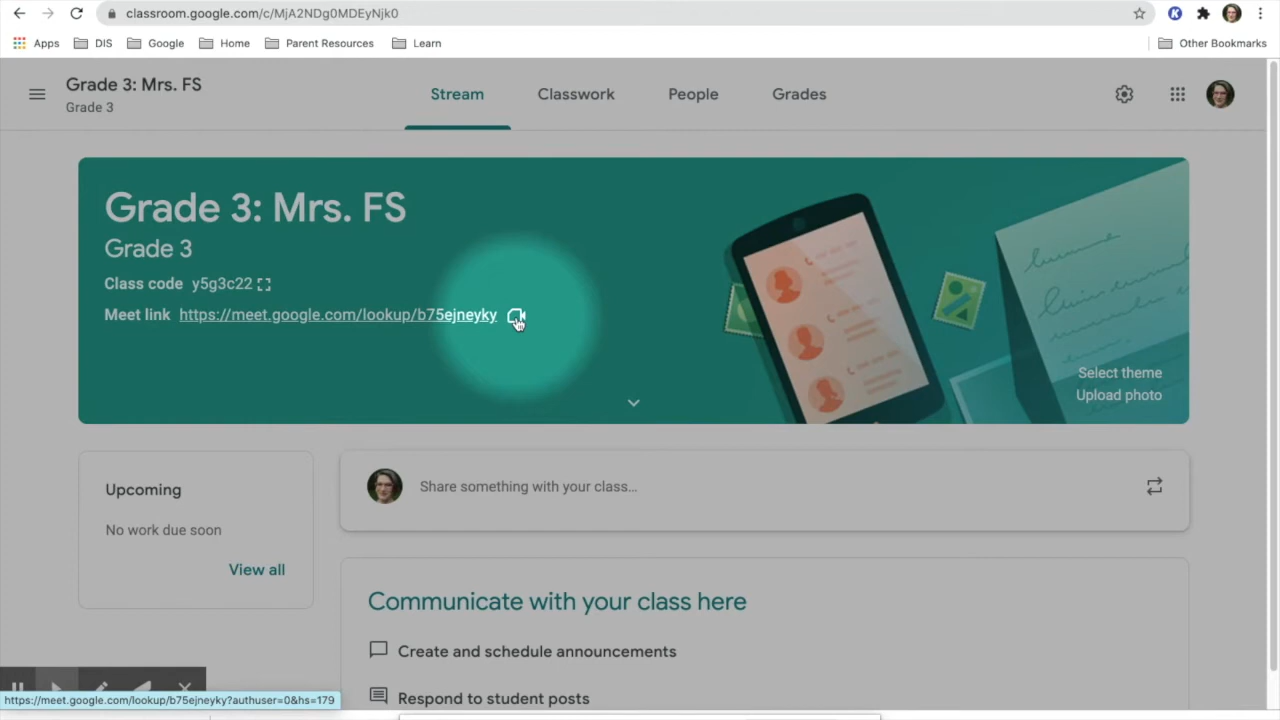 classroom.google.com/c/MjA2NDg0MDEyNjk0
Apps DIS Google Home Parent Resources Learn Other Bookmarks
Grade 3: Mrs. FS
Grade 3
Stream Classwork People Grades
Grade 3: Mrs. FS
Grade 3
Class code y5g3c22
Meet link https://meet.google.com/lookup/b75ejneyky
Select theme
Upload photo
Upcoming
No work due soon
View all
Share something with your class...
Communicate with your class here
Create and schedule announcements
Respond to student posts
https://meet.google.com/lookup/b75ejneyky?authuser=0&hs=179